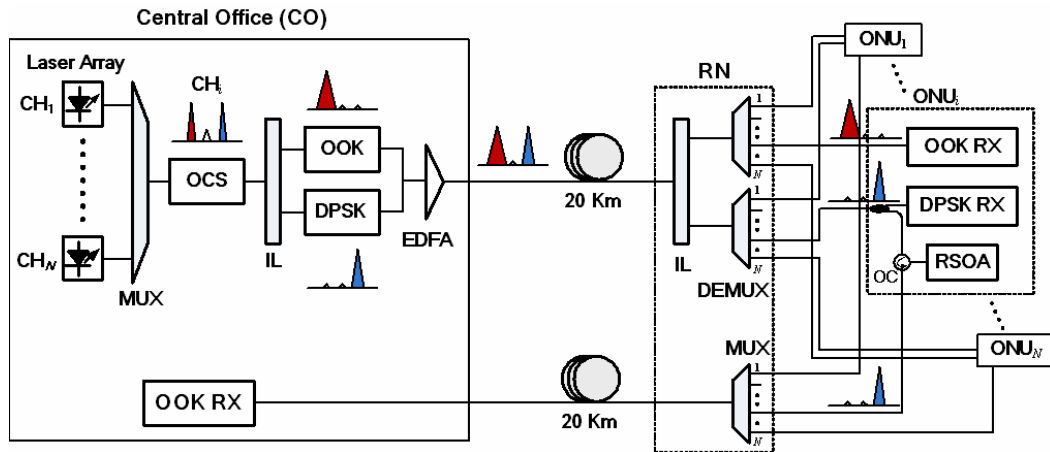 Central Office (CO)
Laser Array
CH1
CHN
MUX
CHi
OCS
IL
OOK
DPSK
EDFA
20 Km
RN
IL
1
N
1
N
DEMUX
ONU1
ONUi
OOK RX
DPSK RX
OC
RSOA
ONUN
OOK RX
20 Km
MUX
1
N